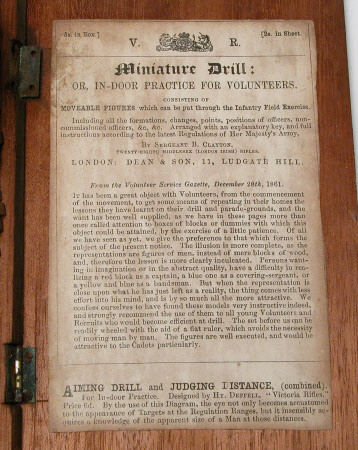 5s. in Box.] [2s. in Sheet.
V. R.
Miniature Drill:
OR, IN-DOOR PRACTICE FOR VOLUNTEERS.
CONSISTING OF
MOVEABLE FIGURES which can be put through the Infantry Field Exercise.
Including all the formations, changes, positions of officers, non-
commissioned officers, &c., &c. Arranged with an explanatory key, and full
instructions according to the latest Regulations of Her Majesty's Army,
BY SERGEANT B. CLAYTON,
TWENTY-EIGHTH MIDDLESEX (LONDON IRISH) RIFLES.
LONDON: DEAN & SON, 11, LUDGATE HILL.
From the Volunteer Service Gazette, December 28th, 1861.
IT has been a great object with Volunteers, from the commencement
of the movement, to get some means of repeating in their homes the
lessons they have learnt on their drill and parade-grounds, and the
want has been well supplied, as we have in these pages more than
once called attention to boxes of blocks or dummies with which this
object could be attained, by the exercise of a little patience. Of all
we have seen as yet, we give the preference to that which forms the
subject of the present notice. The illusion is more complete, as the
representations are figures of men, instead of mere blocks of wood,
and, therefore the lesson is more clearly inculcated. Persons want-
ing in imagination or in the abstract quality, have a difficulty in rea-
lizing a red block as a captain, a blue one as a covering-sergeant, or
a yellow and blue as a bandsman. But when the representation is
close upon what he has just left as a reality, the thing comes with less
effort into his mind, and is by so much all the more attractive. We
confess ourselves to have found these models very instructive indeed,
and strongly recommend the use of them to all young Volunteers and
Recruits who would become efficient at drill. The set before us can be
readily wheeled with the aid of a flat ruler, which avoids the necessity
of moving man by man. The figures are well executed, and would be
attractive to the Cadets particularly.
AIMING DRILL and JUDGING DISTANCE, (combined).
For In-door Practice. Designed by HY. DEFFELL, "Victoria Rifles."
Price 6d. By the use of this Diagram, the eye not only becomes accustomed
to the appearance of Targets at the Regulation Ranges, but it insensibly ac-
quires a knowledge of the apparent size of a Man at those distances.